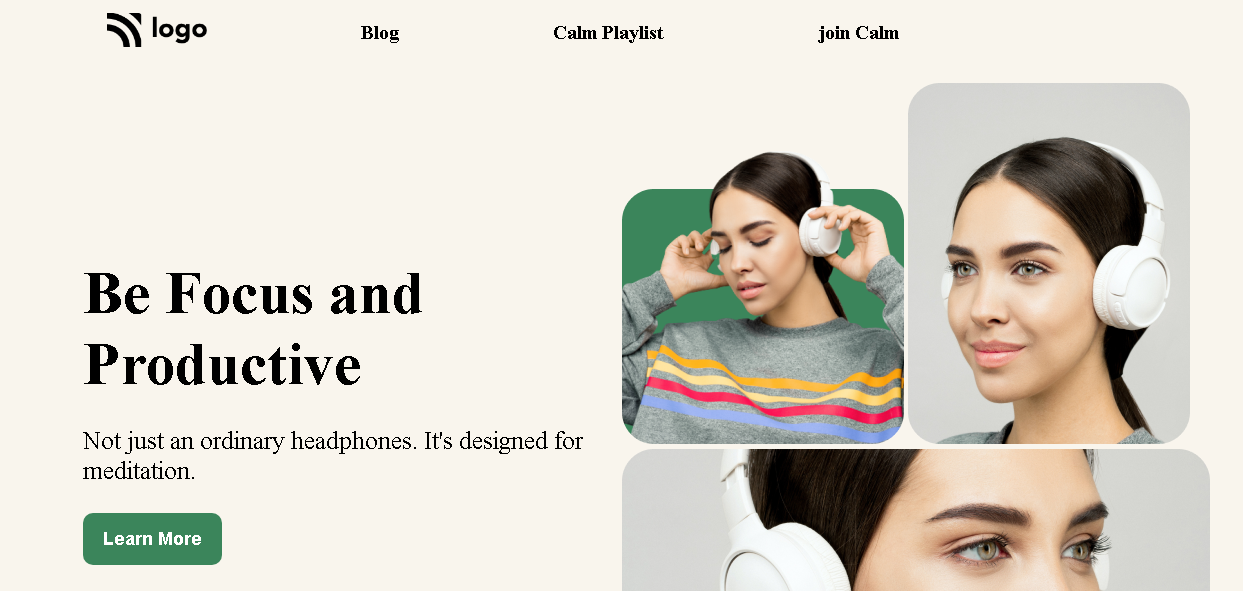 logo
Blog
Calm Playlist
join Calm
Be Focus and
Productive
Not just an ordinary headphones. It's designed for
meditation.
Learn More